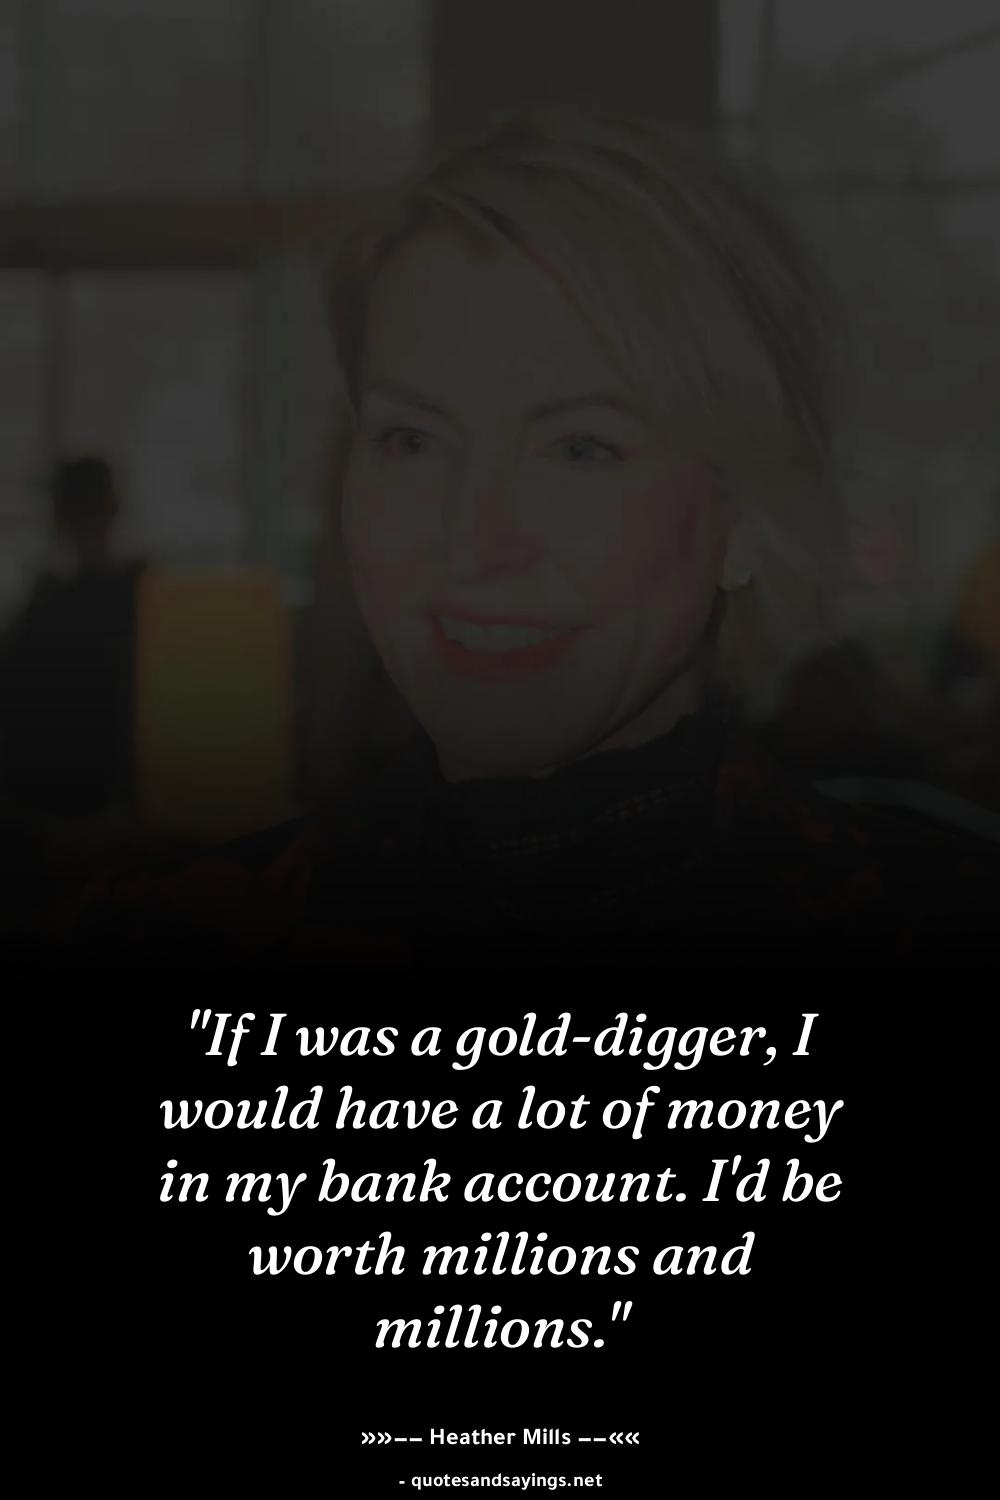 "If I was a gold-digger, I
would have a lot of money
in my bank account. I'd be
worth millions and
millions."
»»−− Heather Mills −−««
- quotesandsayings.net